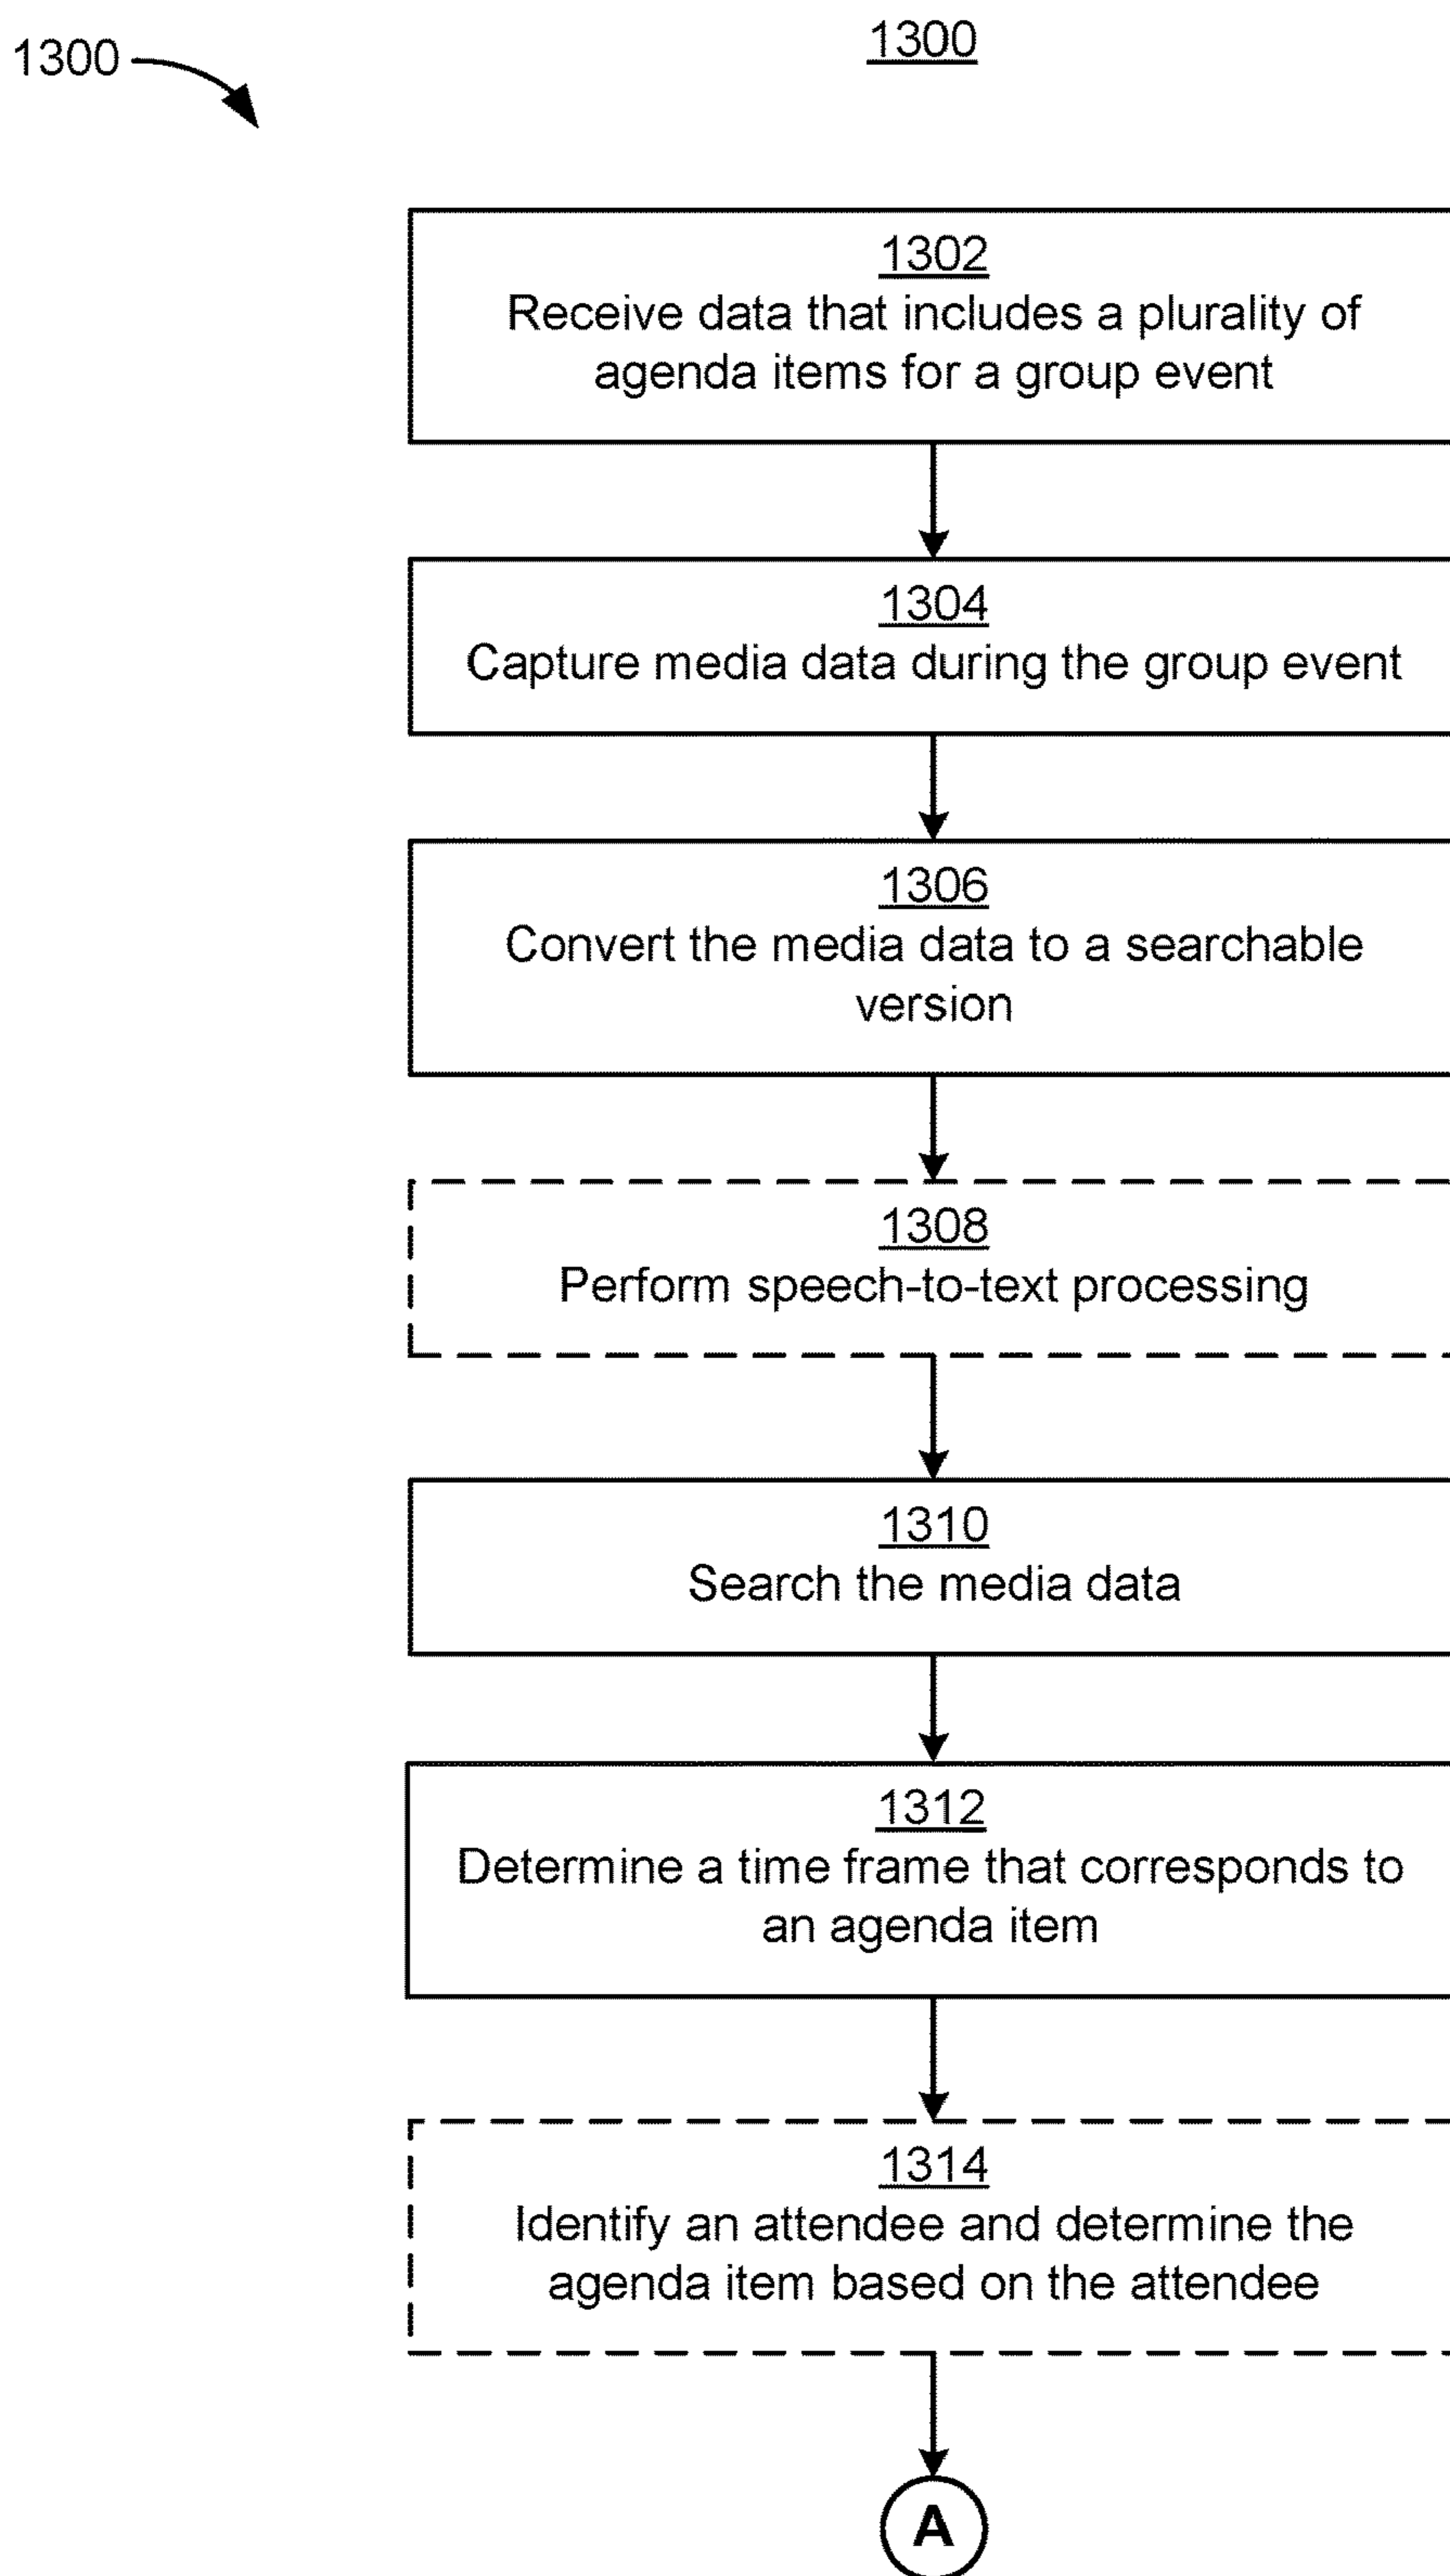 1300
1300
1302
Receive data that includes a plurality of
agenda items for a group event
1304
Capture media data during the group event
1306
Convert the media data to a searchable
version
1308
Perform speech-to-text processing
1310
Search the media data
1312
Determine a time frame that corresponds to
an agenda item
1314
Identify an attendee and determine the
agenda item based on the attendee
A